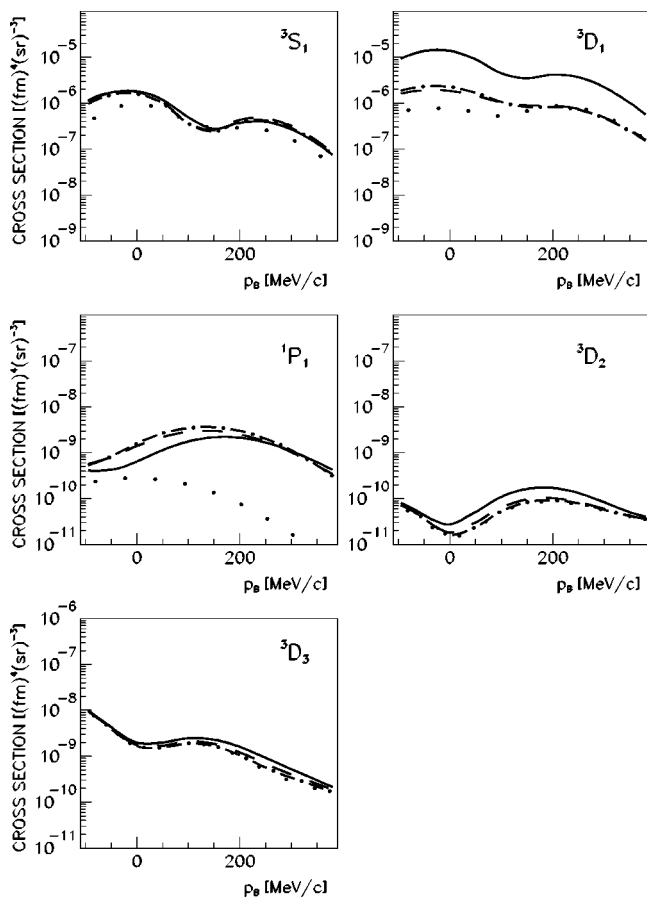 CROSS SECTION [(fm)⁴(sr)⁻³]
10⁻⁵
10⁻⁶
10⁻⁷
10⁻⁸
10⁻⁹
³S₁
0
200
p_B [MeV/c]
10⁻⁵
10⁻⁶
10⁻⁷
10⁻⁸
10⁻⁹
³D₁
0
200
p_B [MeV/c]
CROSS SECTION [(fm)⁴(sr)⁻³]
10⁻⁷
10⁻⁸
10⁻⁹
10⁻¹⁰
10⁻¹¹
¹P₁
0
200
p_B [MeV/c]
10⁻⁷
10⁻⁸
10⁻⁹
10⁻¹⁰
10⁻¹¹
³D₂
0
200
p_B [MeV/c]
CROSS SECTION [(fm)⁴(sr)⁻³]
10⁻⁶
10⁻⁷
10⁻⁸
10⁻⁹
10⁻¹⁰
10⁻¹¹
³D₃
0
200
p_B [MeV/c]